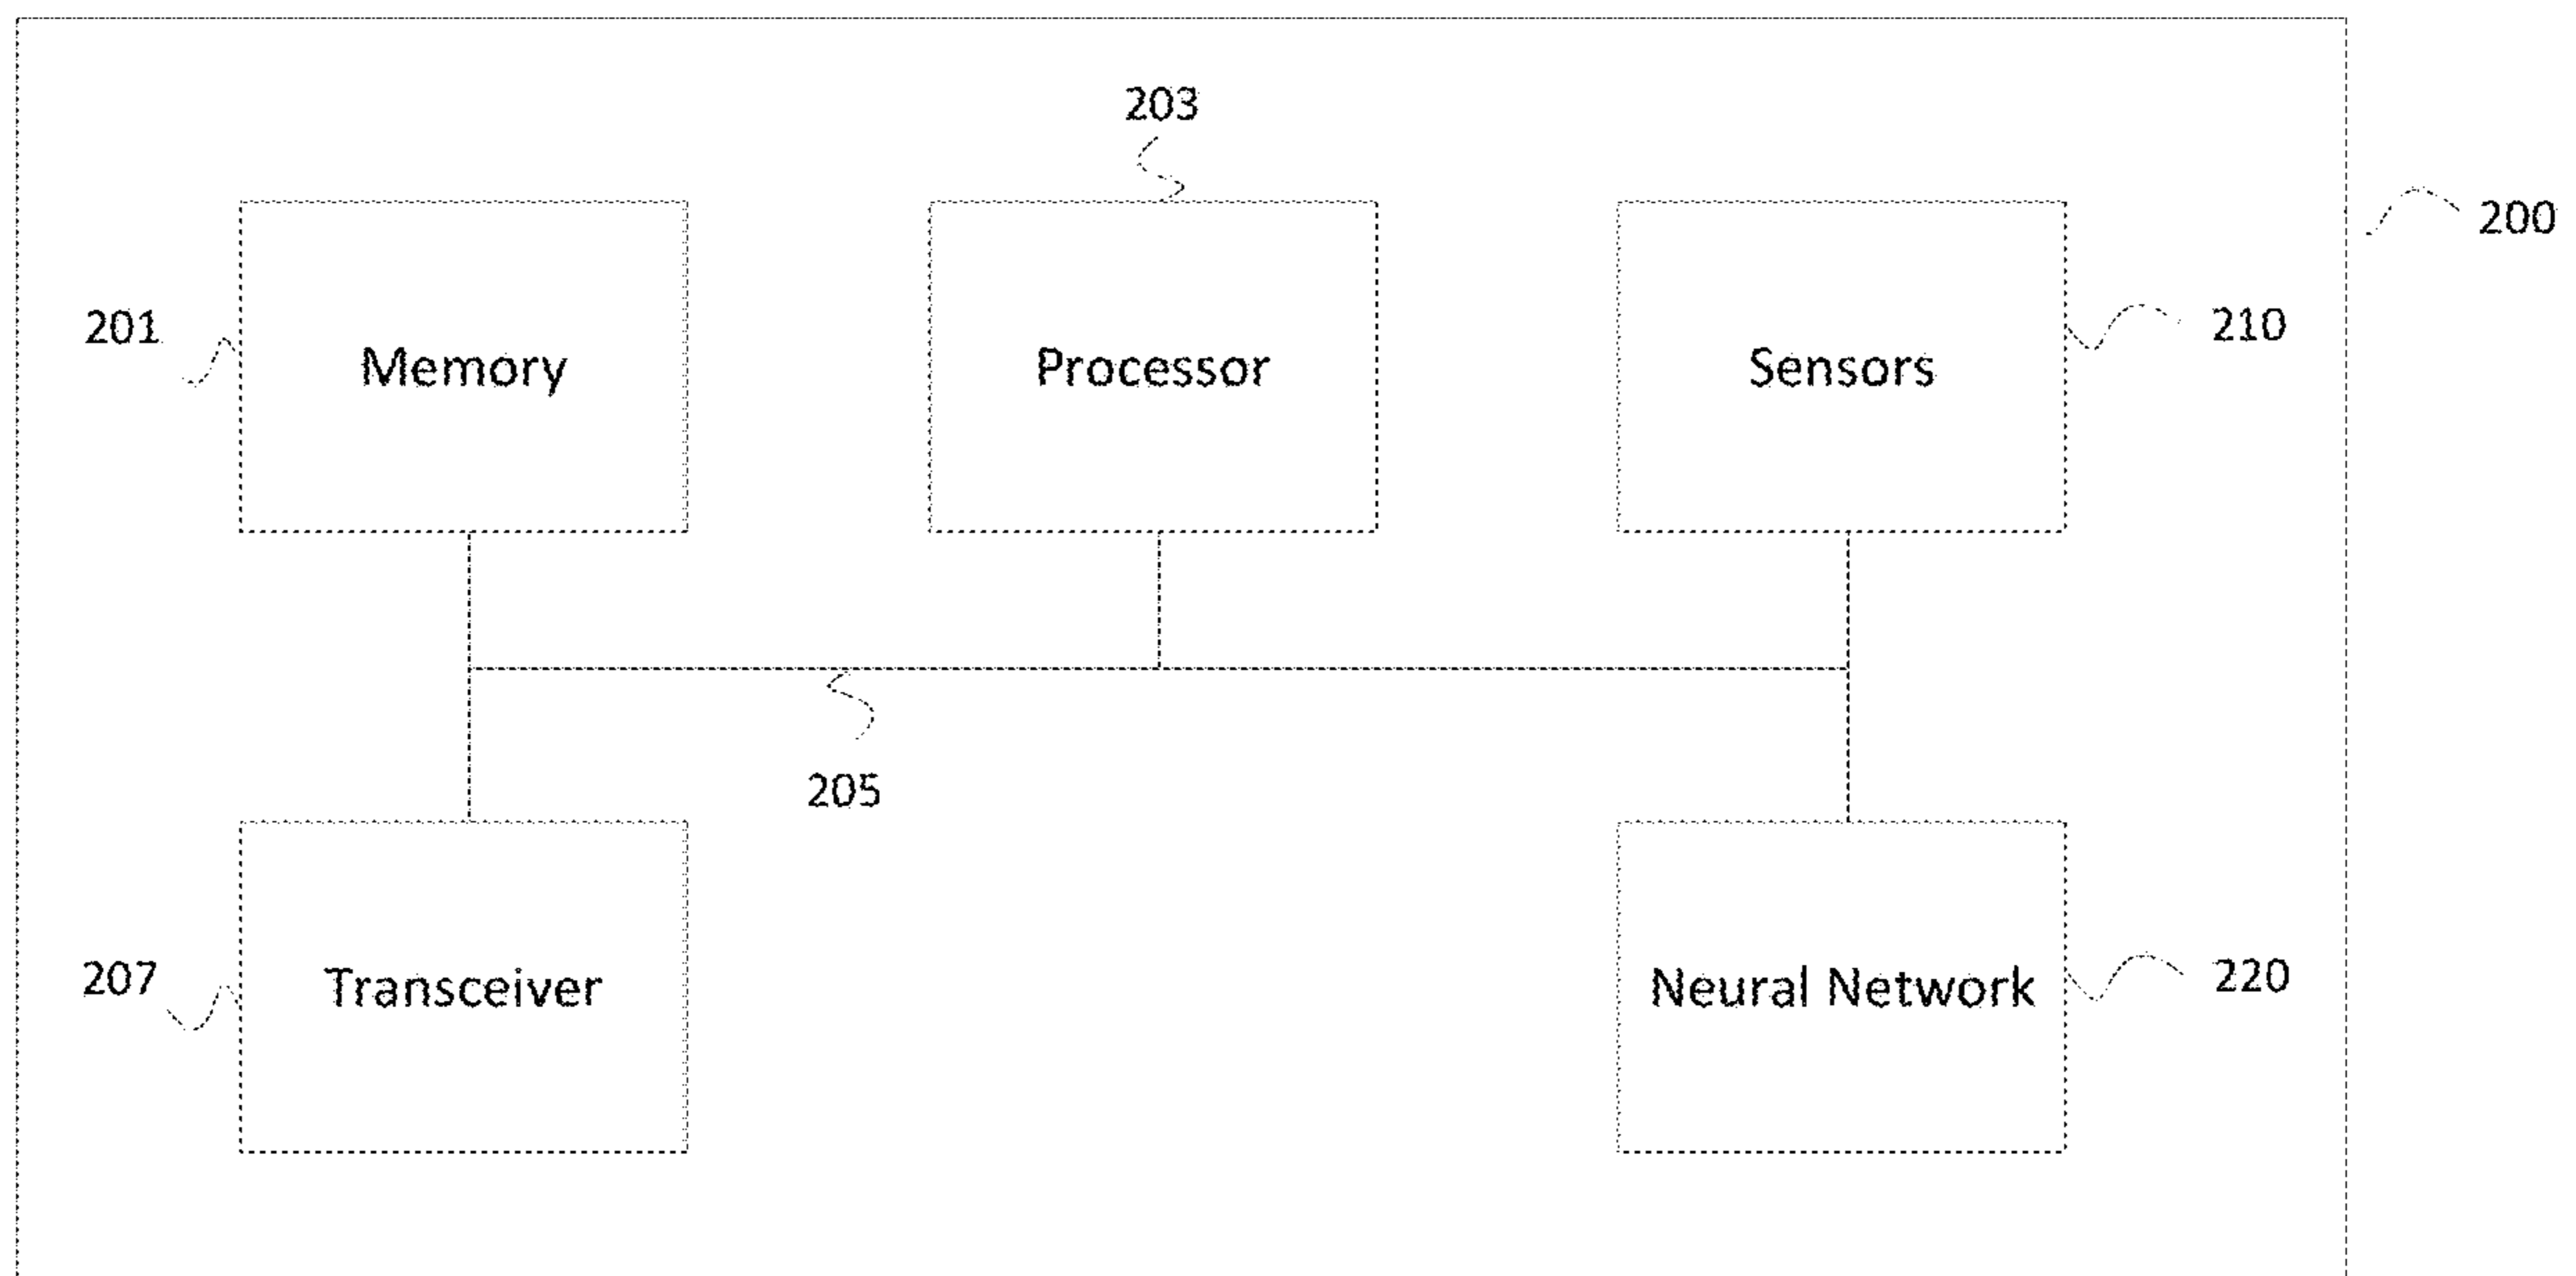 203
200
201
210
Memory
Processor
Sensors
205
207
220
Transceiver
Neural Network